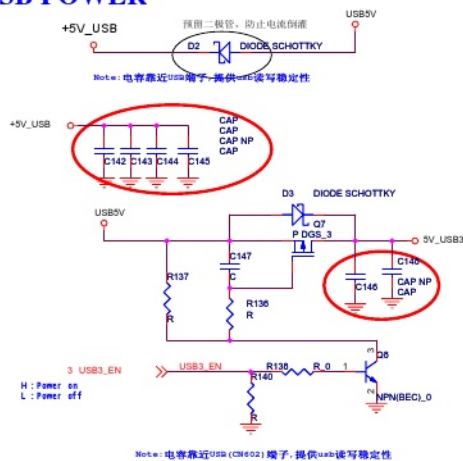 SB POWER
预留二极管，防止电流倒灌
+5V_USB
USB5V
D2
DIODE SCHOTTKY
Note:电容靠近USB端子,提供usb读写稳定性
+5V_USB
CAP
CAP
CAP NP
CAP
C142 C143 C144 C145
D3 DIODE SCHOTTKY
USB5V
Q7
P DGS_3
5V_USB3
R137
C147
C
C146
C148
CAP NP
CAP
R136
R
R
3 USB3_EN
USB3_EN
R138
R_0
1
3
Q6
2
NPN(BEC)_0
H : Power on
L : Power off
R140
R
Note:电容靠近USB(CN602)端子,提供usb读写稳定性